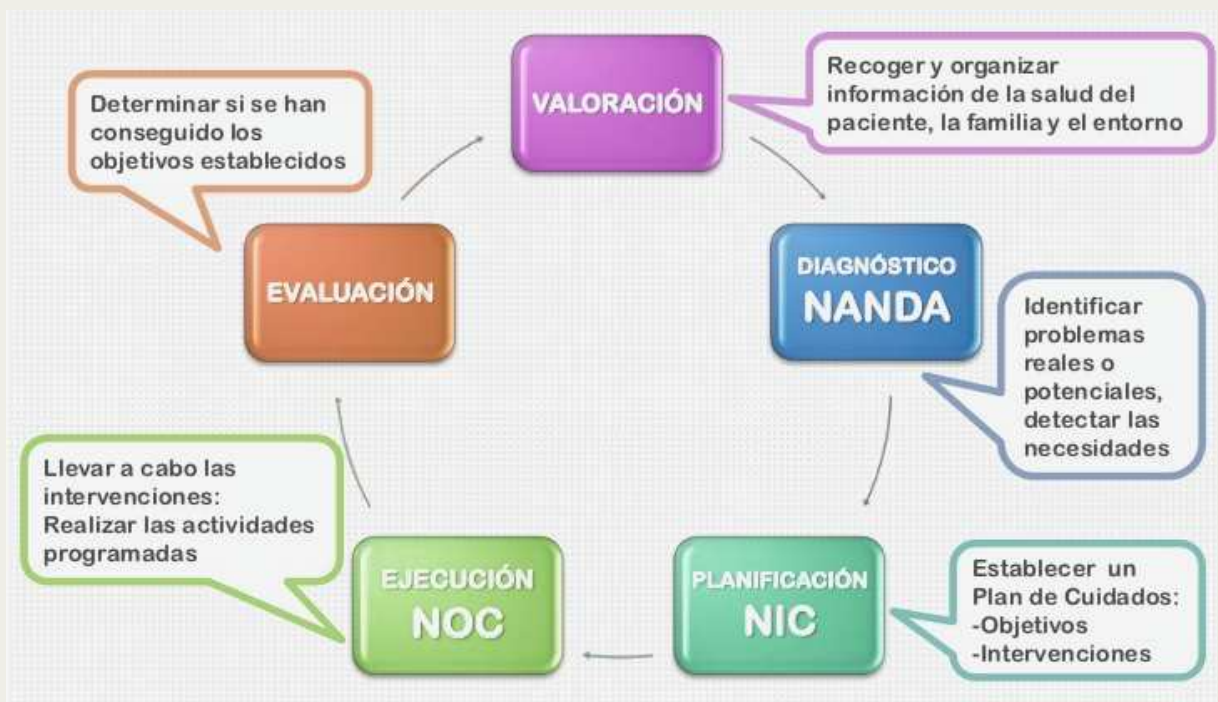 VALORACIÓN
Recoger y organizar
información de la salud del
paciente, la familia y el entorno
DIAGNÓSTICO
NANDA
Identificar
problemas
reales o
potenciales,
detectar las
necesidades
PLANIFICACIÓN
NIC
Establecer un
Plan de Cuidados:
-Objetivos
-Intervenciones
EJECUCIÓN
NOC
Llevar a cabo las
intervenciones:
Realizar las actividades
programadas
EVALUACIÓN
Determinar si se han
conseguido los
objetivos establecidos